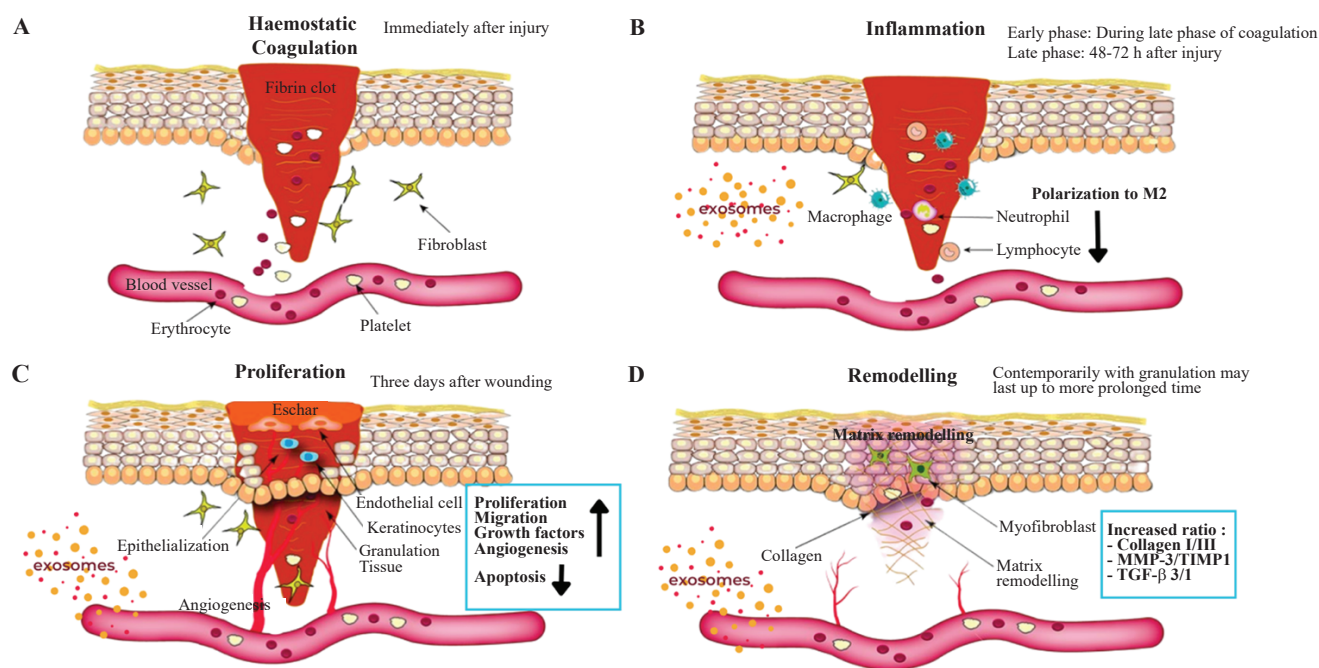 A
Haemostatic
Coagulation
Immediately after injury
Fibrin clot
Fibroblast
Blood vessel
Erythrocyte
Platelet
B
Inflammation
Early phase: During late phase of coagulation
Late phase: 48-72 h after injury
exosomes
Macrophage
Polarization to M2
Neutrophil
Lymphocyte
C
Proliferation
Three days after wounding
Eschar
Endothelial cell
Keratinocytes
Granulation
Tissue
Epithelialization
exosomes
Angiogenesis
Proliferation
Migration
Growth factors
Angiogenesis
Apoptosis
D
Remodelling
Contemporarily with granulation may
last up to more prolonged time
Matrix remodelling
Myofibroblast
Collagen
Matrix
remodelling
exosomes
Increased ratio :
- Collagen I/III
- MMP-3/TIMP1
- TGF-β 3/1